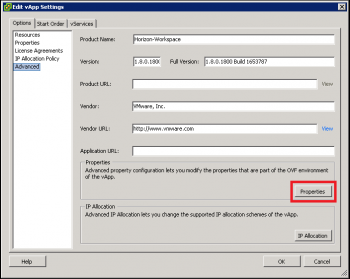 Edit vApp Settings
Options Start Order vServices
Resources
Properties
License Agreements
IP Allocation Policy
Advanced
Product Name: Horizon-Workspace
Version: 1.8.0.1800 Full Version: 1.8.0.1800 Build 1653787
Product URL: View
Vendor: VMware, Inc.
Vendor URL: http://www.vmware.com View
Application URL:
Properties
Advanced property configuration lets you modify the properties that are part of the OVF environment
of the vApp.
Properties
IP Allocation
Advanced IP Allocation lets you change the supported IP allocation schemes of the vApp.
IP Allocation
Help OK Cancel